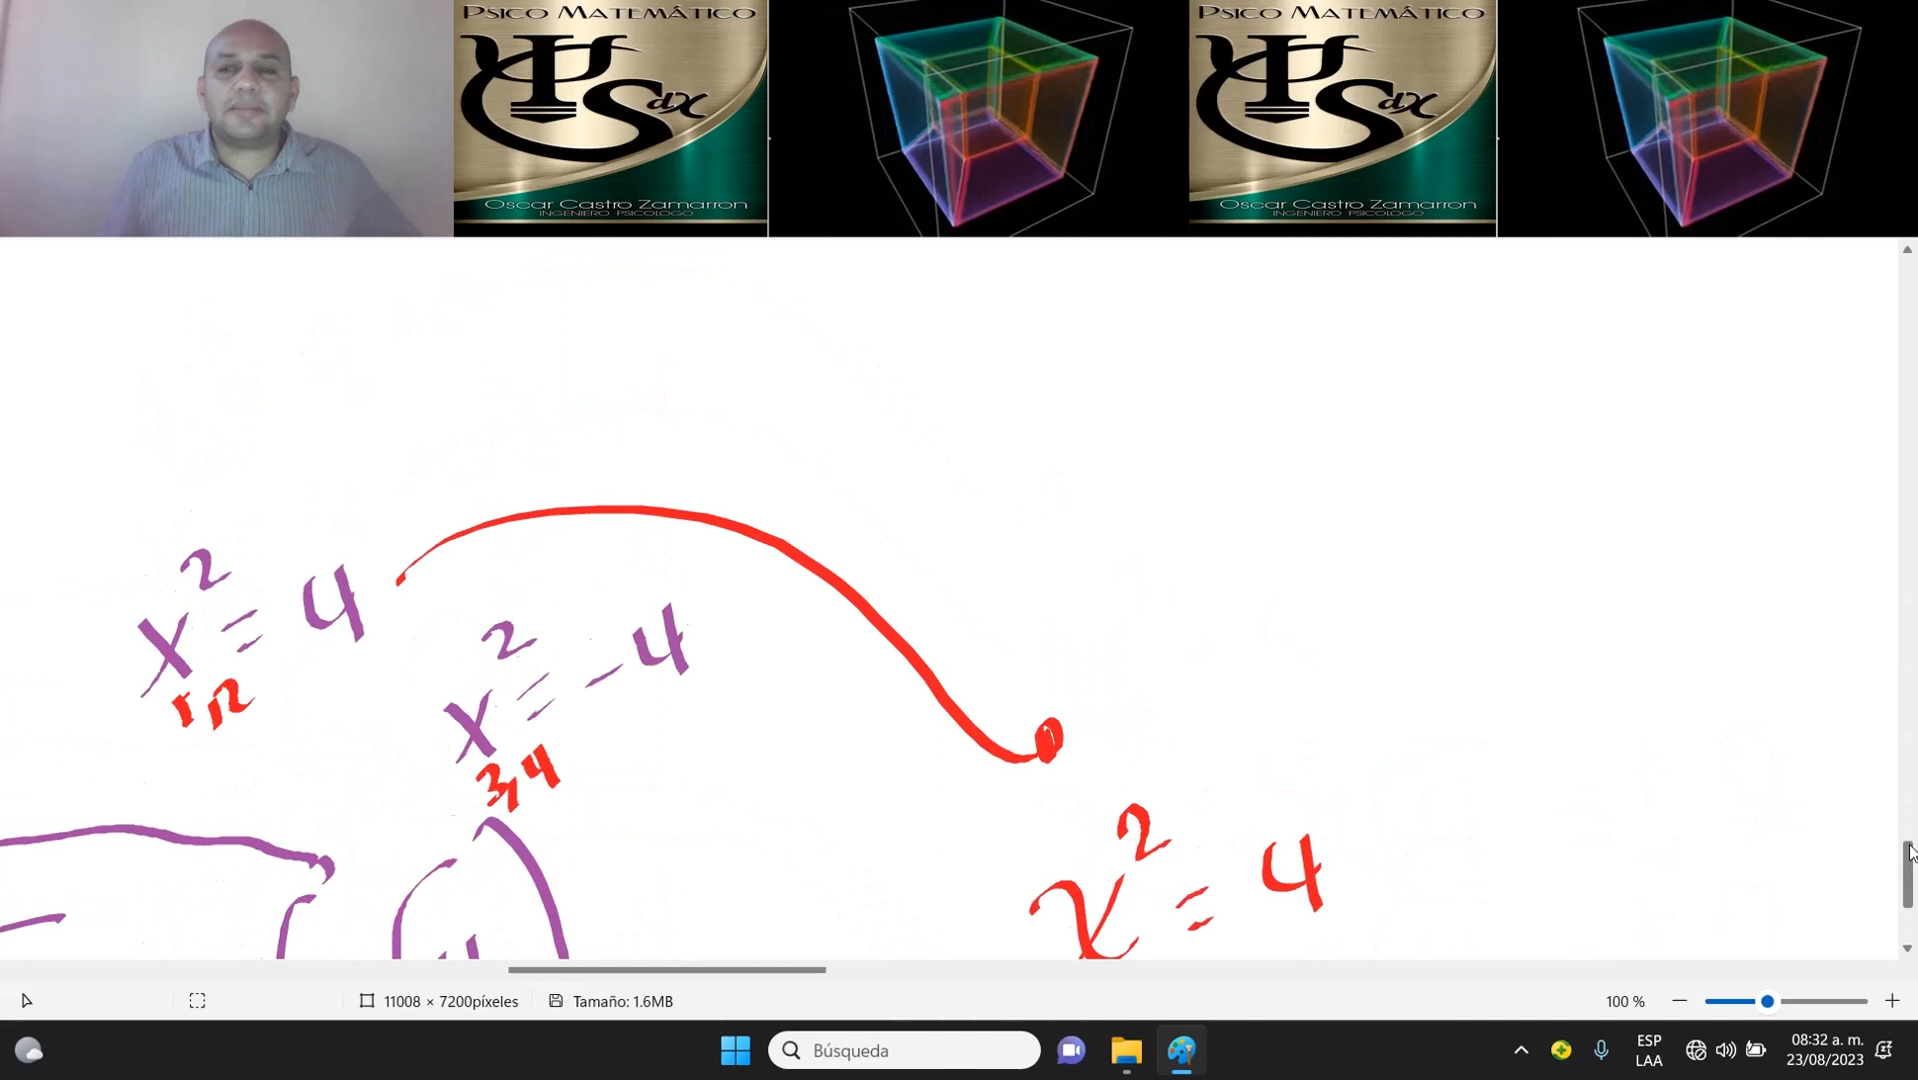 PSICO MATEMÁTICO
dx
Oscar Castro Zamarron
INGENIERO PSICOLOGO
PSICO MATEMÁTICO
dx
Oscar Castro Zamarron
INGENIERO PSICOLOGO
x² = 4
1,2
x² = -4
3,4
x² = 4
11008 × 7200píxeles
Tamaño: 1.6MB
100 %
Búsqueda
ESP
LAA
08:32 a. m.
23/08/2023